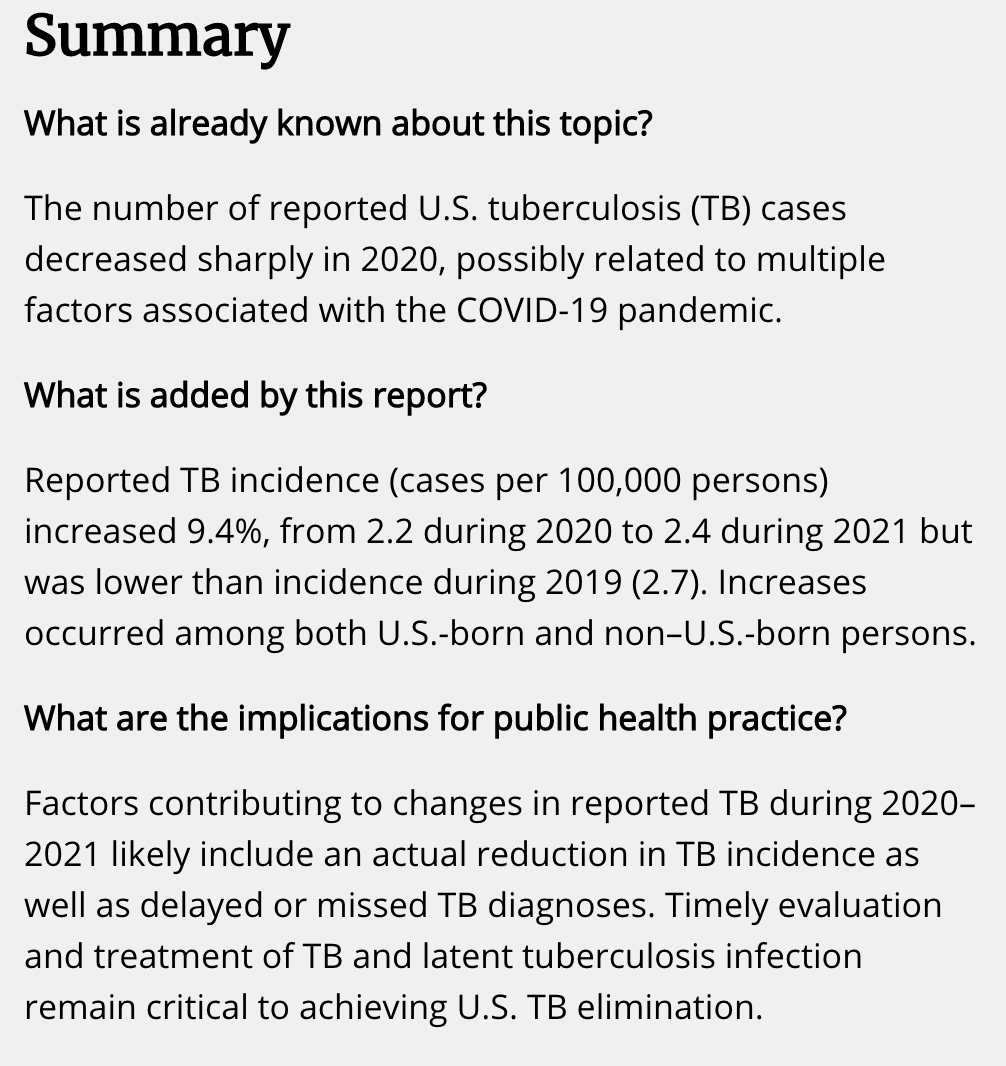 Summary
What is already known about this topic?
The number of reported U.S. tuberculosis (TB) cases
decreased sharply in 2020, possibly related to multiple
factors associated with the COVID-19 pandemic.
What is added by this report?
Reported TB incidence (cases per 100,000 persons)
increased 9.4%, from 2.2 during 2020 to 2.4 during 2021 but
was lower than incidence during 2019 (2.7). Increases
occurred among both U.S.-born and non–U.S.-born persons.
What are the implications for public health practice?
Factors contributing to changes in reported TB during 2020–
2021 likely include an actual reduction in TB incidence as
well as delayed or missed TB diagnoses. Timely evaluation
and treatment of TB and latent tuberculosis infection
remain critical to achieving U.S. TB elimination.